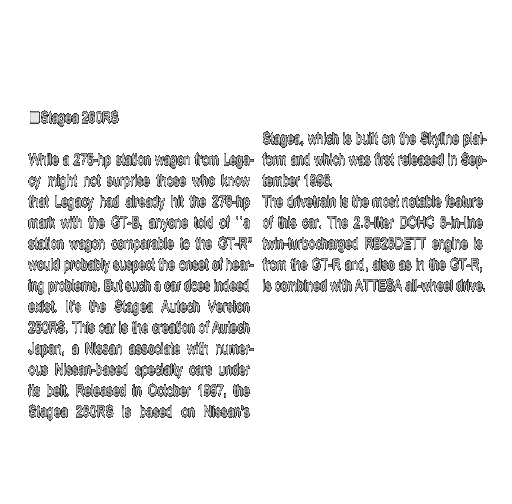 □Stagea 260RS
While a 276-hp station wagon from Lega-
cy might not surprise those who know
that Legacy had already hit the 276-hp
mark with the GT-B, anyone told of "a
station wagon comparable to the GT-R"
would probably suspect the onset of hear-
ing problems. But such a car does indeed
exist. It's the Stagea Autech Version
260RS. This car is the creation of Autech
Japan, a Nissan associate with numer-
ous Nissan-based specialty cars under
its belt. Released in October 1997, the
Stagea 260RS is based on Nissan's
Stagea, which is built on the Skyline plat-
form and which was first released in Sep-
tember 1996.
The drivetrain is the most notable feature
of this car. The 2.6-liter DOHC 6-in-line
twin-turbocharged RB26DETT engine is
from the GT-R and, also as in the GT-R,
is combined with ATTESA all-wheel drive.